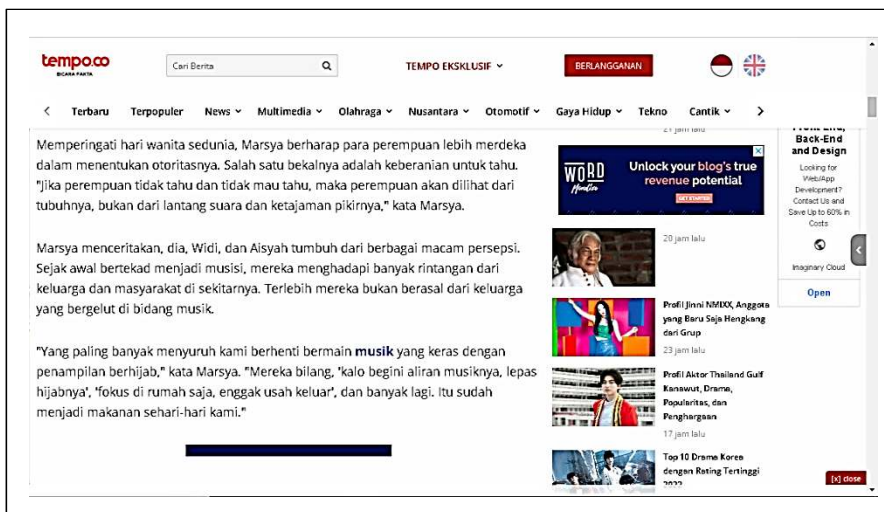 tempo.co
BICARA FAKTA
Cari Berita
TEMPO EKSKLUSIF
BERLANGGANAN
Terbaru Terpopuler News Multimedia Olahraga Nusantara Otomotif Gaya Hidup Tekno Cantik
Memperingati hari wanita sedunia, Marsya berharap para perempuan lebih merdeka
dalam menentukan otoritasnya. Salah satu bekalnya adalah keberanian untuk tahu.
"Jika perempuan tidak tahu dan tidak mau tahu, maka perempuan akan dilihat dari
tubuhnya, bukan dari lantang suara dan ketajaman pikirnya," kata Marsya.
Marsya menceritakan, dia, Widi, dan Aisyah tumbuh dari berbagai macam persepsi.
Sejak awal bertekad menjadi musisi, mereka menghadapi banyak rintangan dari
keluarga dan masyarakat di sekitarnya. Terlebih mereka bukan berasal dari keluarga
yang bergelut di bidang musik.
"Yang paling banyak menyuruh kami berhenti bermain musik yang keras dengan
penampilan berhijab," kata Marsya. "Mereka bilang, 'kalo begini aliran musiknya, lepas
hijabnya', 'fokus di rumah saja, enggak usah keluar', dan banyak lagi. Itu sudah
menjadi makanan sehari-hari kami."
21 jam lalu
WORD
Monetize
Unlock your blog's true
revenue potential
GET STARTED
20 jam lalu
Profil Jinni NMIXX, Anggota
yang Baru Saja Hengkang
dari Grup
23 jam lalu
Profil Aktor Thailand Gulf
Kanawut, Drama,
Popularitas, dan
Penghargaan
17 jam lalu
Top 10 Drama Korea
dengan Rating Tertinggi
2022
Front End,
Back-End
and Design
Looking for
Web/App
Development?
Contact Us and
Save Up to 60% in
Costs
Imaginary Cloud
Open
[x] close